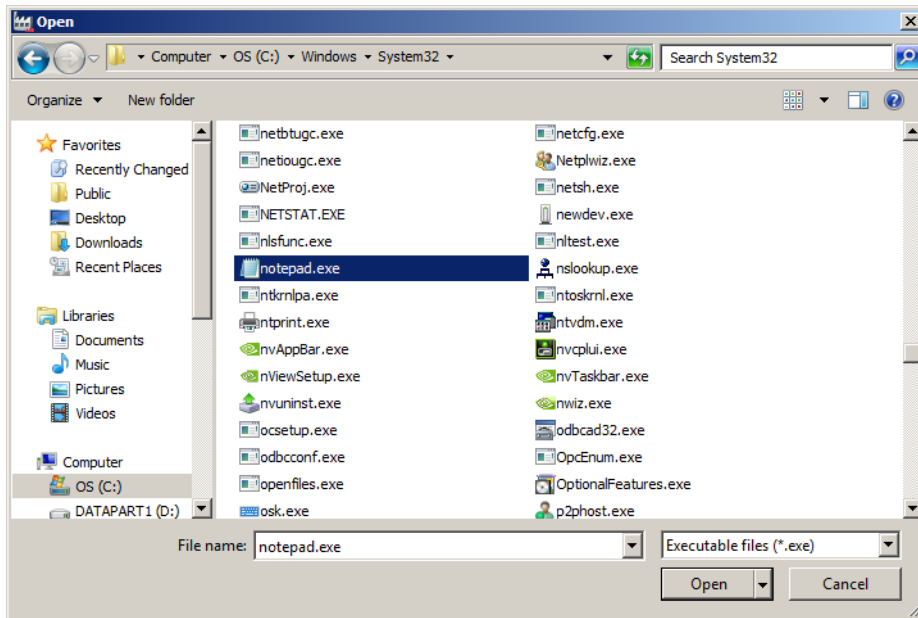 Open
Computer OS (C:) Windows System32 Search System32
Organize New folder
Favorites
Recently Changed
Public
Desktop
Downloads
Recent Places
Libraries
Documents
Music
Pictures
Videos
Computer
OS (C:)
DATAPART1 (D:)
netbtugc.exe netcfg.exe
netiougc.exe Netplwiz.exe
NetProj.exe netsh.exe
NETSTAT.EXE newdev.exe
nlsfunc.exe nltest.exe
notepad.exe nslookup.exe
ntkrnlpa.exe ntoskrnl.exe
ntprint.exe ntvdm.exe
nvAppBar.exe nvcplui.exe
nViewSetup.exe nvTaskbar.exe
nvuninst.exe nwiz.exe
ocsetup.exe odbcad32.exe
odbcconf.exe OpcEnum.exe
openfiles.exe OptionalFeatures.exe
osk.exe p2phost.exe
File name: notepad.exe Executable files (*.exe)
Open Cancel